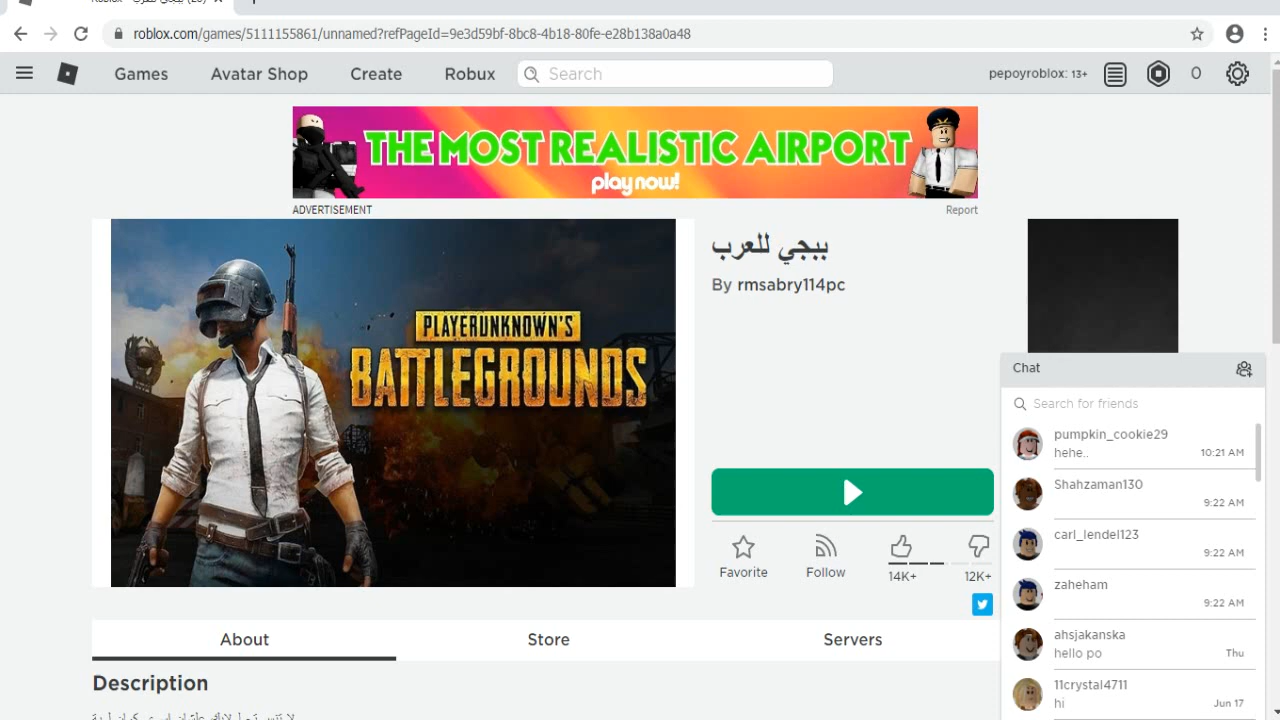 roblox.com/games/5111155861/unnamed?refPageId=9e3d59bf-8bc8-4b18-80fe-e28b138a0a48
Games
Avatar Shop
Create
Robux
Search
pepoyroblox: 13+
0
THE MOST REALISTIC AIRPORT
play now!
ADVERTISEMENT
Report
PLAYERUNKNOWN'S
BATTLEGROUNDS
ببجي للعرب
By rmsabry114pc
Favorite
Follow
14K+
12K+
About
Store
Servers
Description
Chat
Search for friends
pumpkin_cookie29
hehe..
10:21 AM
Shahzaman130
9:22 AM
carl_lendel123
9:22 AM
zaheham
9:22 AM
ahsjakanska
hello po
Thu
11crystal4711
hi
Jun 17